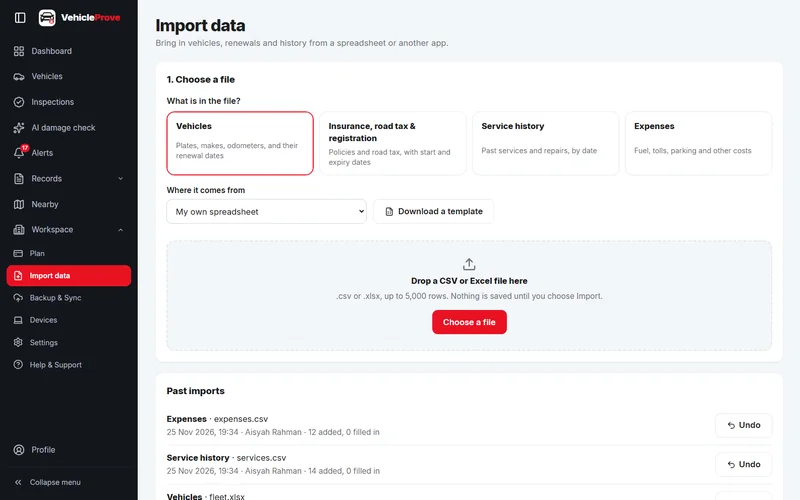 VehicleProve
Dashboard
Vehicles
Inspections
AI damage check
17
Alerts
Records
Nearby
Workspace
Plan
Import data
Backup & Sync
Devices
Settings
Help & Support
Profile
Collapse menu
Import data
Bring in vehicles, renewals and history from a spreadsheet or another app.
1. Choose a file
What is in the file?
Vehicles
Plates, makes, odometers, and their
renewal dates
Insurance, road tax &
registration
Policies and road tax, with start and
expiry dates
Service history
Past services and repairs, by date
Expenses
Fuel, tolls, parking and other costs
Where it comes from
My own spreadsheet
Download a template
Drop a CSV or Excel file here
.csv or .xlsx, up to 5,000 rows. Nothing is saved until you choose Import.
Choose a file
Past imports
Expenses · expenses.csv
25 Nov 2026, 19:34 · Aisyah Rahman · 12 added, 0 filled in
Undo
Service history · services.csv
25 Nov 2026, 19:34 · Aisyah Rahman · 14 added, 0 filled in
Undo
Vehicles · fleet.xlsx